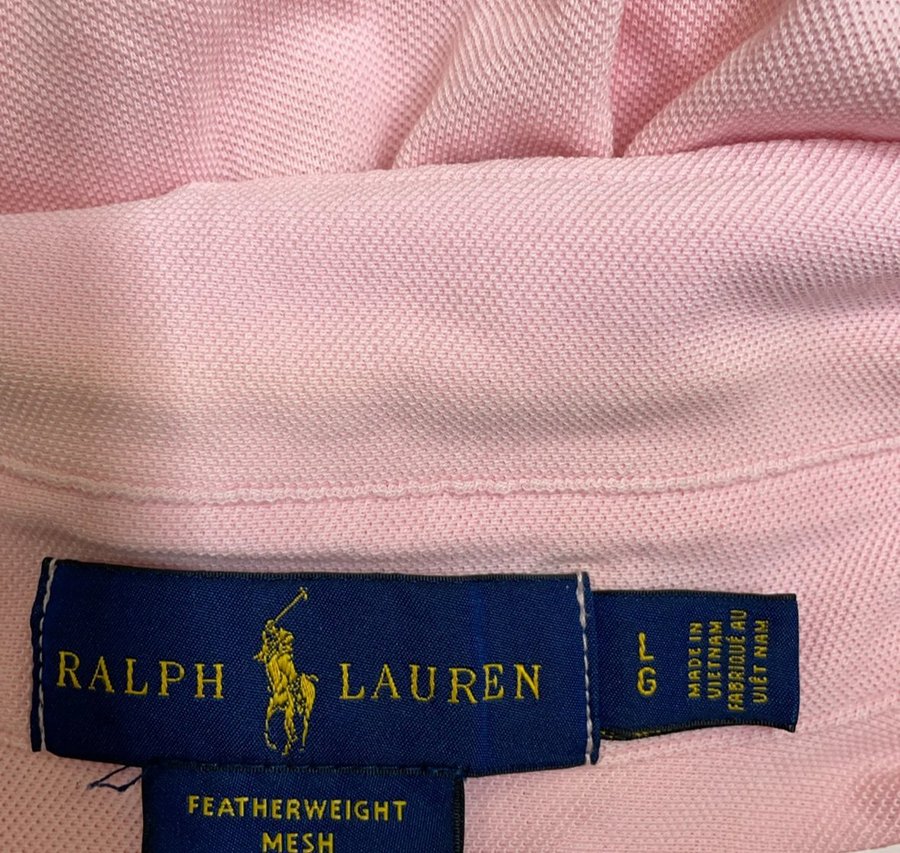 RALPH LAUREN
L
G
MADE IN
VIETNAM
FABRIQUÉ AU
VIÊT NAM
FEATHERWEIGHT
MESH